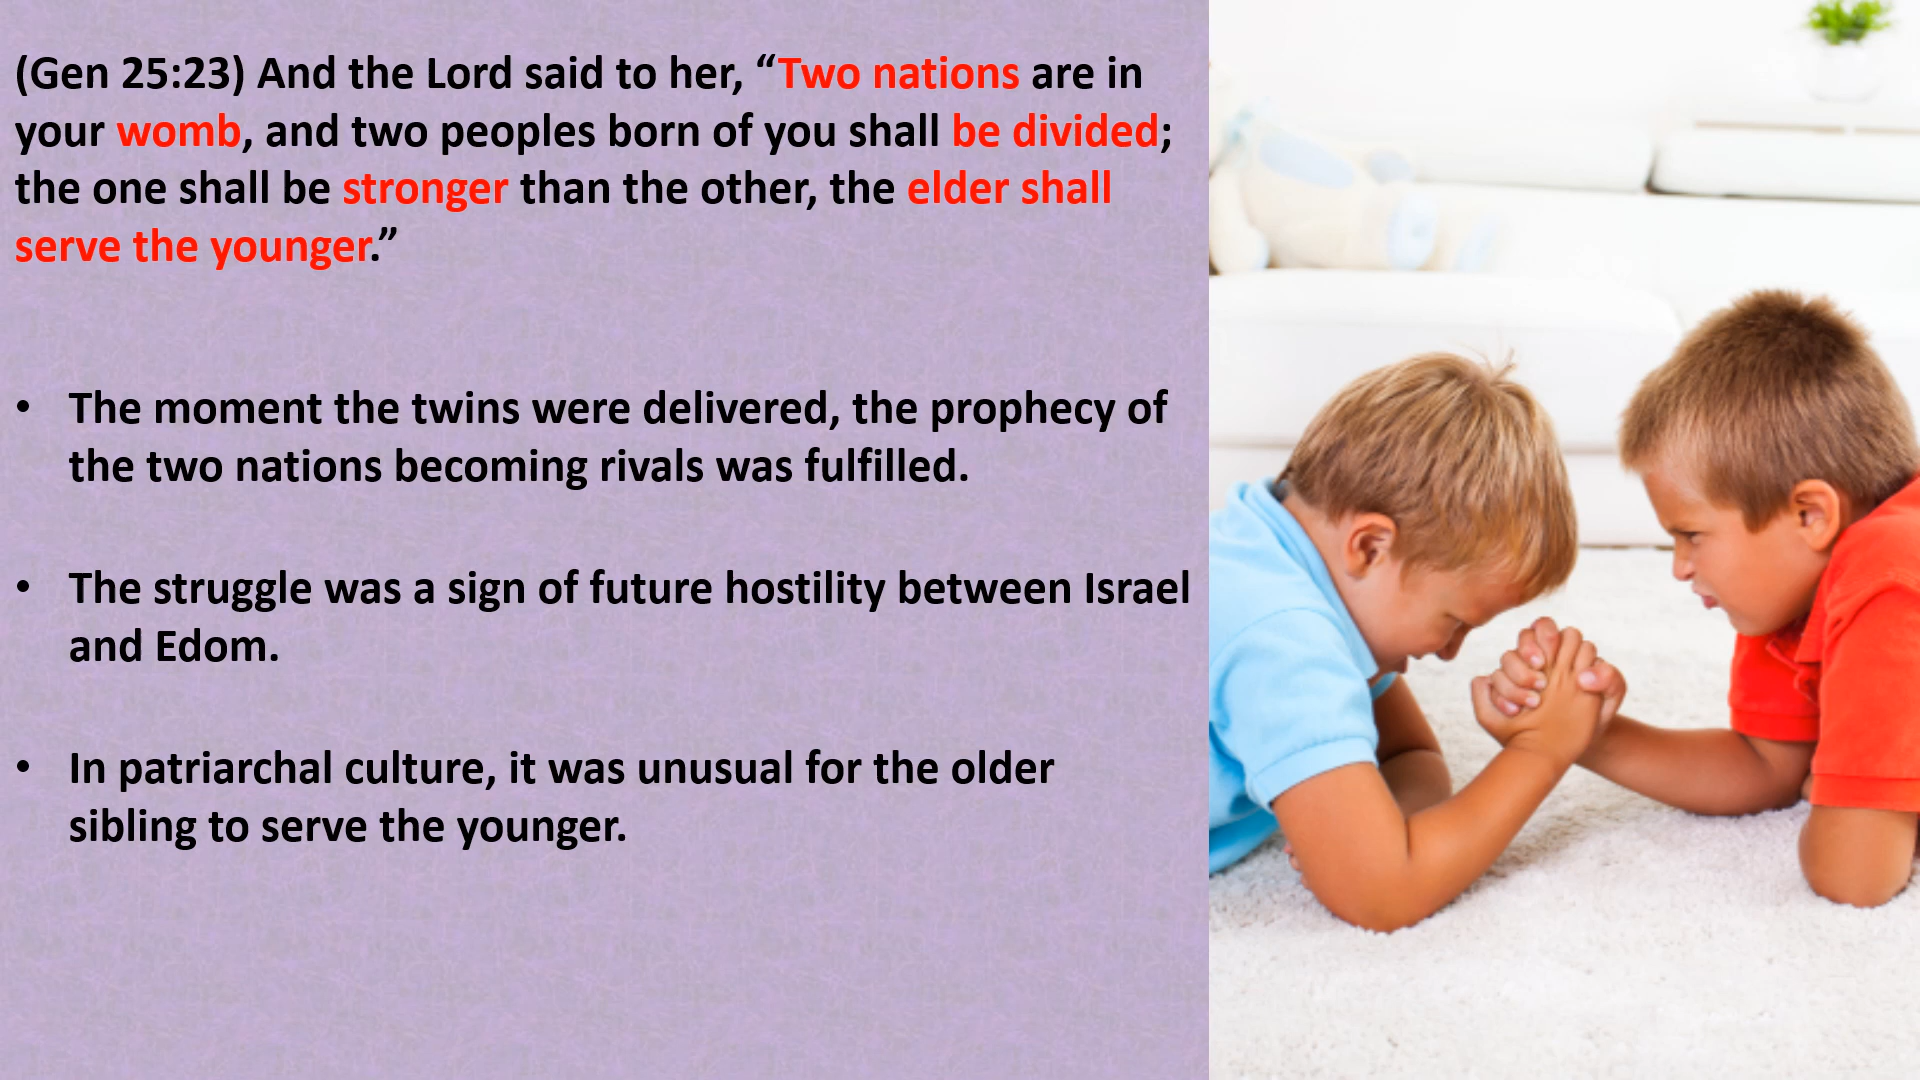 (Gen 25:23) And the Lord said to her, “Two nations are in
your womb, and two peoples born of you shall be divided;
the one shall be stronger than the other, the elder shall
serve the younger.”
• The moment the twins were delivered, the prophecy of
the two nations becoming rivals was fulfilled.
• The struggle was a sign of future hostility between Israel
and Edom.
• In patriarchal culture, it was unusual for the older
sibling to serve the younger.